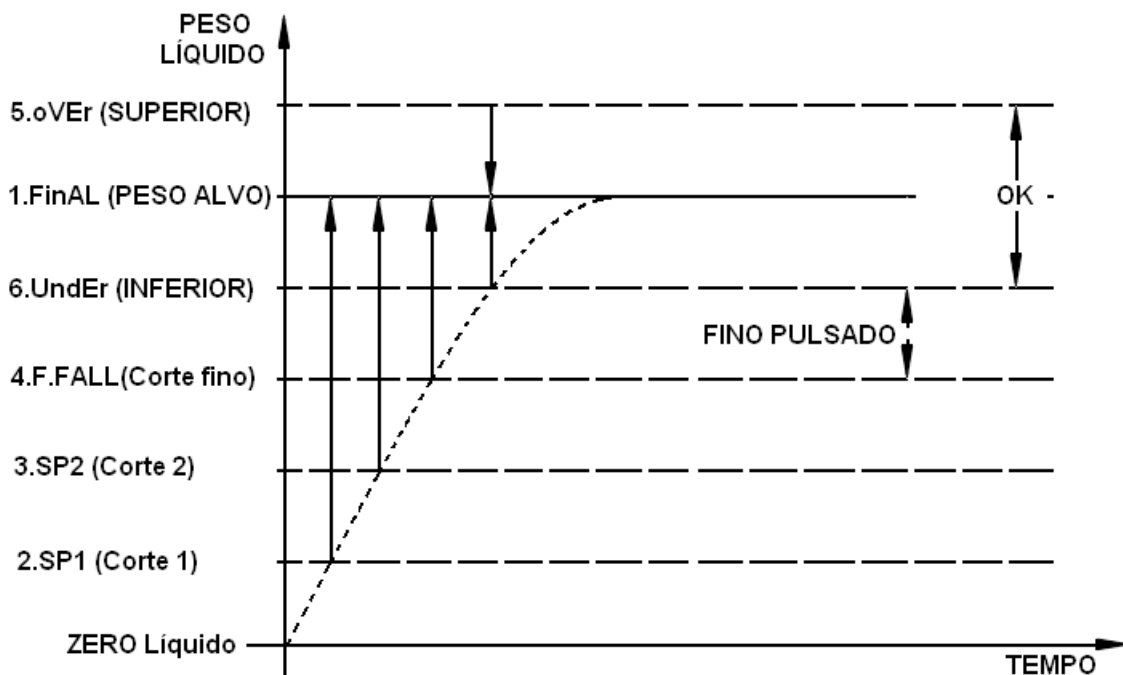 PESO
LÍQUIDO
5.oVEr (SUPERIOR)
1.FinAL (PESO ALVO)
OK
6.UndEr (INFERIOR)
FINO PULSADO
4.F.FALL(Corte fino)
3.SP2 (Corte 2)
2.SP1 (Corte 1)
ZERO Líquido
TEMPO